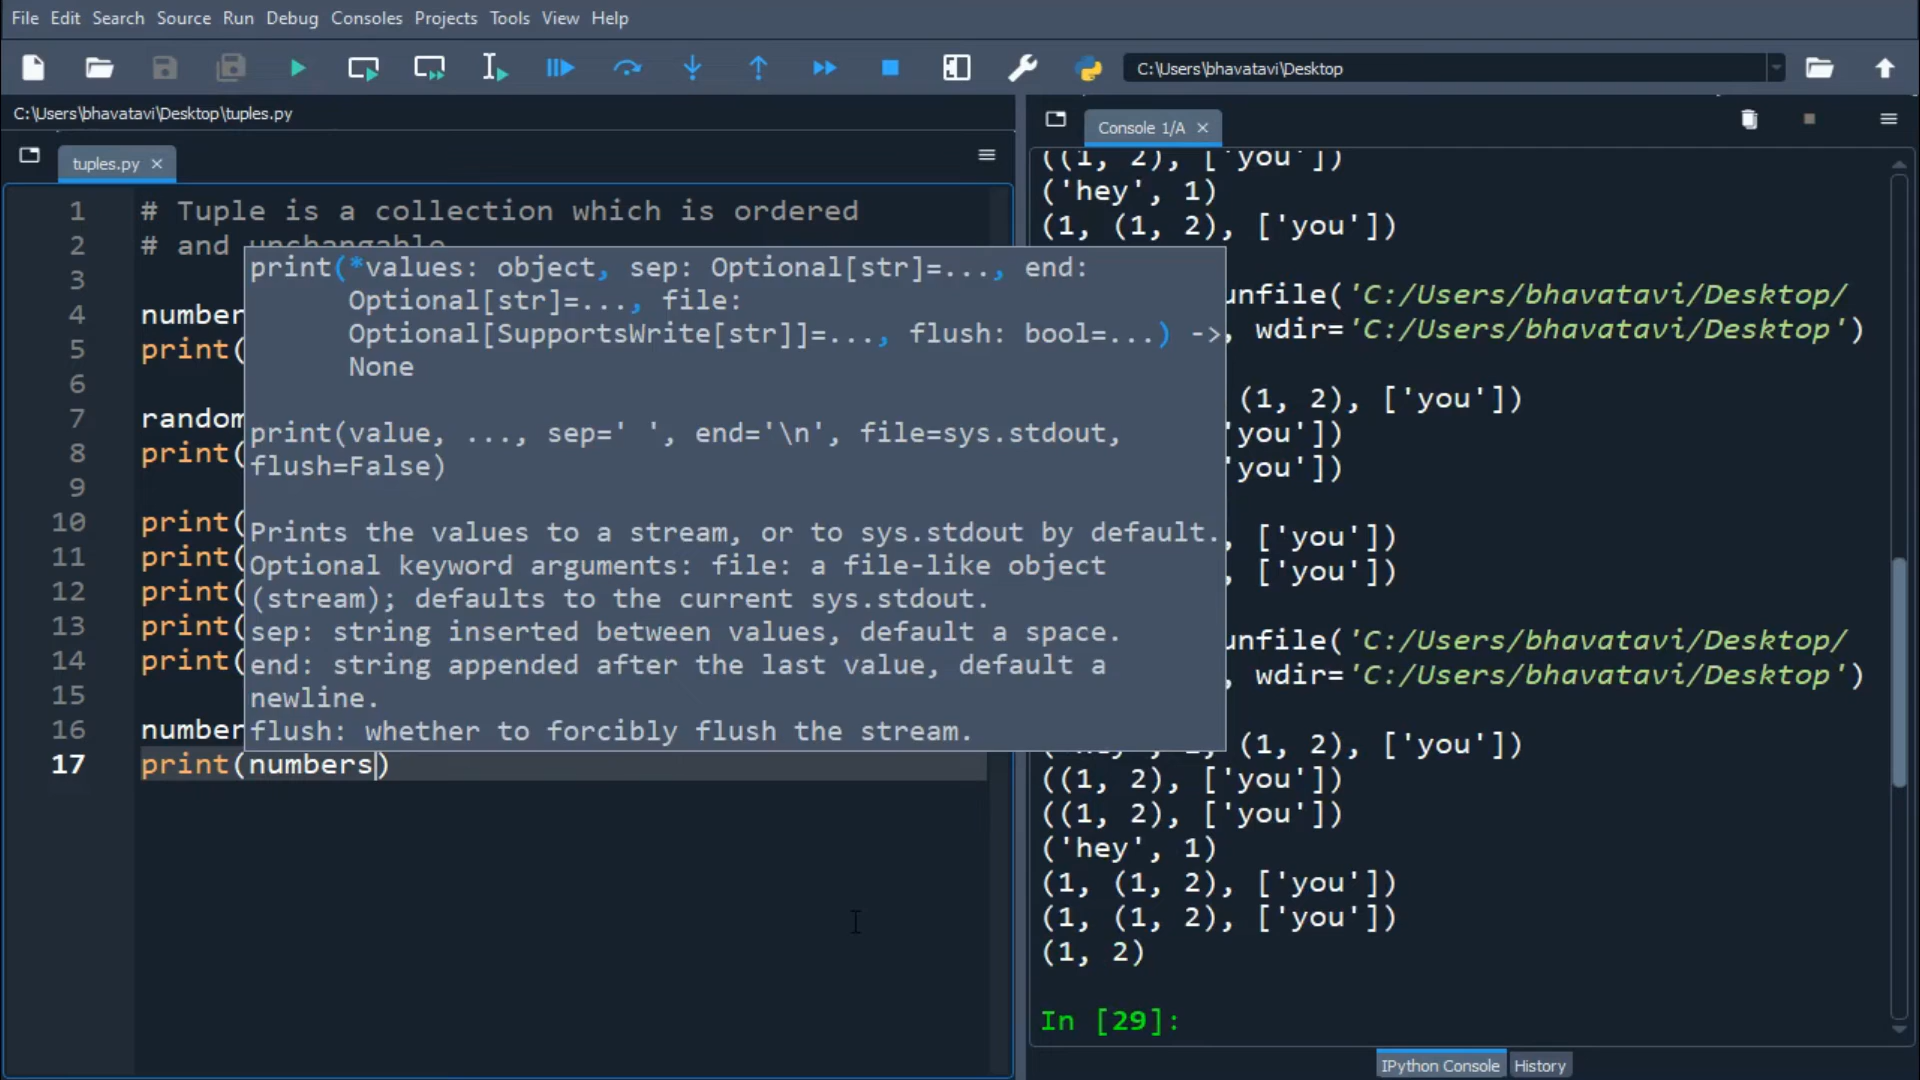 File Edit Search Source Run Debug Consoles Projects Tools View Help
C:\Users\bhavatavi\Desktop
C:\Users\bhavatavi\Desktop\tuples.py
tuples.py
1 # Tuple is a collection which is ordered
2 # and unchangable
3
4 number
5 print(
6
7 random
8 print(
9
10 print(
11 print(
12 print(
13 print(
14 print(
15
16 number
17 print(numbers)
print(*values: object, sep: Optional[str]=..., end:
Optional[str]=..., file:
Optional[SupportsWrite[str]]=..., flush: bool=...) ->
None
print(value, ..., sep=' ', end='\n', file=sys.stdout,
flush=False)
Prints the values to a stream, or to sys.stdout by default.
Optional keyword arguments: file: a file-like object
(stream); defaults to the current sys.stdout.
sep: string inserted between values, default a space.
end: string appended after the last value, default a
newline.
flush: whether to forcibly flush the stream.
Console 1/A
((1, 2), ['you'])
('hey', 1)
(1, (1, 2), ['you'])
unfile('C:/Users/bhavatavi/Desktop/
, wdir='C:/Users/bhavatavi/Desktop')
(1, 2), ['you'])
'you'])
'you'])
, ['you'])
, ['you'])
unfile('C:/Users/bhavatavi/Desktop/
, wdir='C:/Users/bhavatavi/Desktop')
(1, 2), ['you'])
((1, 2), ['you'])
((1, 2), ['you'])
('hey', 1)
(1, (1, 2), ['you'])
(1, (1, 2), ['you'])
(1, 2)
In [29]:
IPython Console History